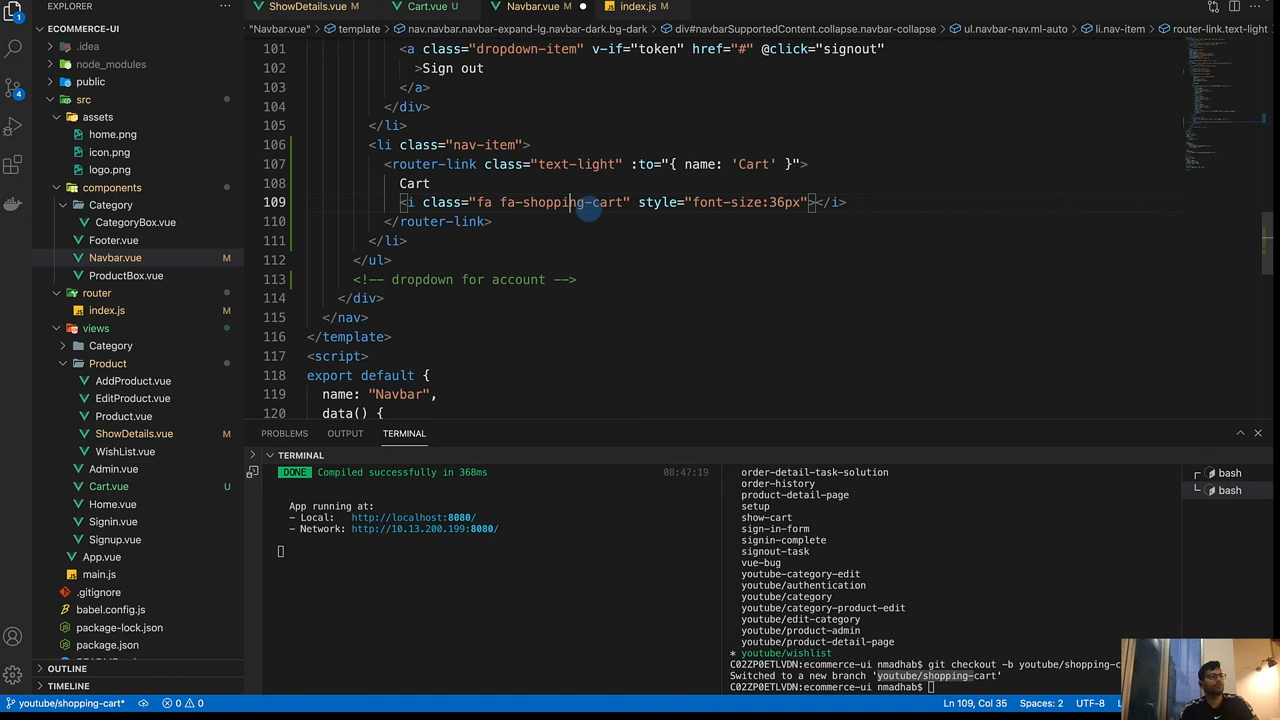 EXPLORER
ECOMMERCE-UI
.idea
node_modules
public
src
assets
home.png
icon.png
logo.png
components
Category
CategoryBox.vue
Footer.vue
Navbar.vue M
ProductBox.vue
router
index.js M
views
Category
Product
AddProduct.vue
EditProduct.vue
Product.vue
ShowDetails.vue M
WishList.vue
Admin.vue
Cart.vue U
Home.vue
Signin.vue
Signup.vue
App.vue
main.js
.gitignore
babel.config.js
package-lock.json
package.json
OUTLINE
TIMELINE
1
4
ShowDetails.vue M
Cart.vue U
Navbar.vue M
index.js M
"Navbar.vue" > template > nav.navbar.navbar-expand-lg.navbar-dark.bg-dark > div#navbarSupportedContent.collapse.navbar-collapse > ul.navbar-nav.ml-auto > li.nav-item > router-link.text-light
101 <a class="dropdown-item" v-if="token" href="#" @click="signout"
102 >Sign out
103 </a>
104 </div>
105 </li>
106 <li class="nav-item">
107 <router-link class="text-light" :to="{ name: 'Cart' }">
108 Cart
109 <i class="fa fa-shopping-cart" style="font-size:36px"></i>
110 </router-link>
111 </li>
112 </ul>
113 <!-- dropdown for account -->
114 </div>
115 </nav>
116 </template>
117 <script>
118 export default {
119 name: "Navbar",
120 data() {
PROBLEMS OUTPUT TERMINAL
TERMINAL
DONE Compiled successfully in 368ms 08:47:19
App running at:
- Local: http://localhost:8080/
- Network: http://10.13.200.199:8080/
order-detail-task-solution
order-history
product-detail-page
setup
show-cart
sign-in-form
signin-complete
signout-task
vue-bug
youtube-category-edit
youtube/authentication
youtube/category
youtube/category-product-edit
youtube/edit-category
youtube/product-admin
youtube/product-detail-page
* youtube/wishlist
C02ZP0ETLVDN:ecommerce-ui nmadhab$ git checkout -b youtube/shopping-c
Switched to a new branch 'youtube/shopping-cart'
C02ZP0ETLVDN:ecommerce-ui nmadhab$
bash
bash
youtube/shopping-cart* 0 0 Ln 109, Col 35 Spaces: 2 UTF-8